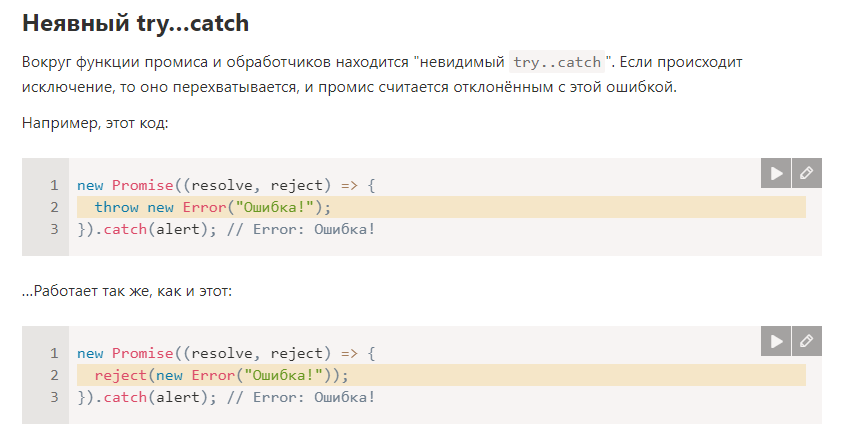 Неявный try…catch
Вокруг функции промиса и обработчиков находится "невидимый try..catch". Если происходит
исключение, то оно перехватывается, и промис считается отклонённым с этой ошибкой.
Например, этот код:
1 new Promise((resolve, reject) => {
2   throw new Error("Ошибка!");
3 }).catch(alert); // Error: Ошибка!
…Работает так же, как и этот:
1 new Promise((resolve, reject) => {
2   reject(new Error("Ошибка!"));
3 }).catch(alert); // Error: Ошибка!